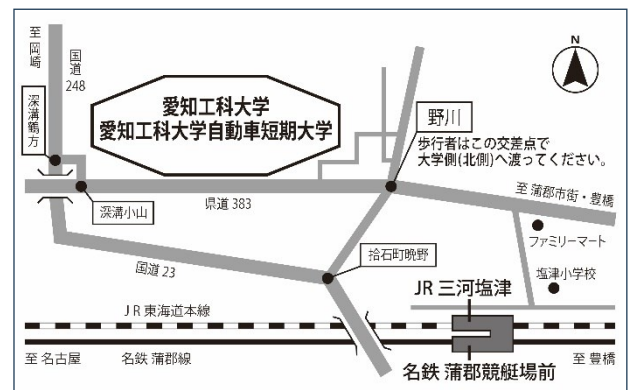 至 岡崎
国道
248
N
深溝鶴方
愛知工科大学
愛知工科大学自動車短期大学
野川
歩行者はこの交差点で
大学側(北側)へ渡ってください。
深溝小山
県道 383
至 蒲郡市街・豊橋
ファミリーマート
国道 23
拾石町晩野
塩津小学校
JR 三河塩津
JR 東海道本線
至 名古屋
名鉄 蒲郡線
名鉄 蒲郡競艇場前
至 豊橋